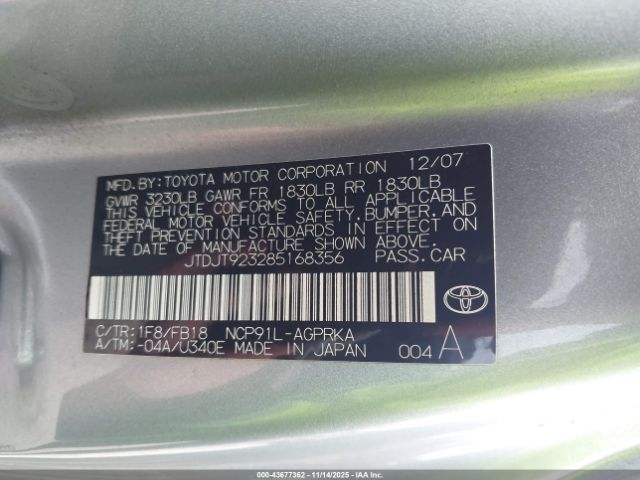 MFD. BY: TOYOTA MOTOR CORPORATION 12/07
GVWR 3230LB GAWR FR 1830LB RR 1830LB
THIS VEHICLE CONFORMS TO ALL APPLICABLE
FEDERAL MOTOR VEHICLE SAFETY, BUMPER, AND
THEFT PREVENTION STANDARDS IN EFFECT ON
THE DATE OF MANUFACTURE SHOWN ABOVE.
JTDJT923285168356 PASS.CAR
C/TR: 1F8/FB18 NCP91L-AGPRKA
A/TM: -04A/U340E MADE IN JAPAN 004 A
TOYOTA
000-43677362 - 11/14/2025 - IAAI.COM